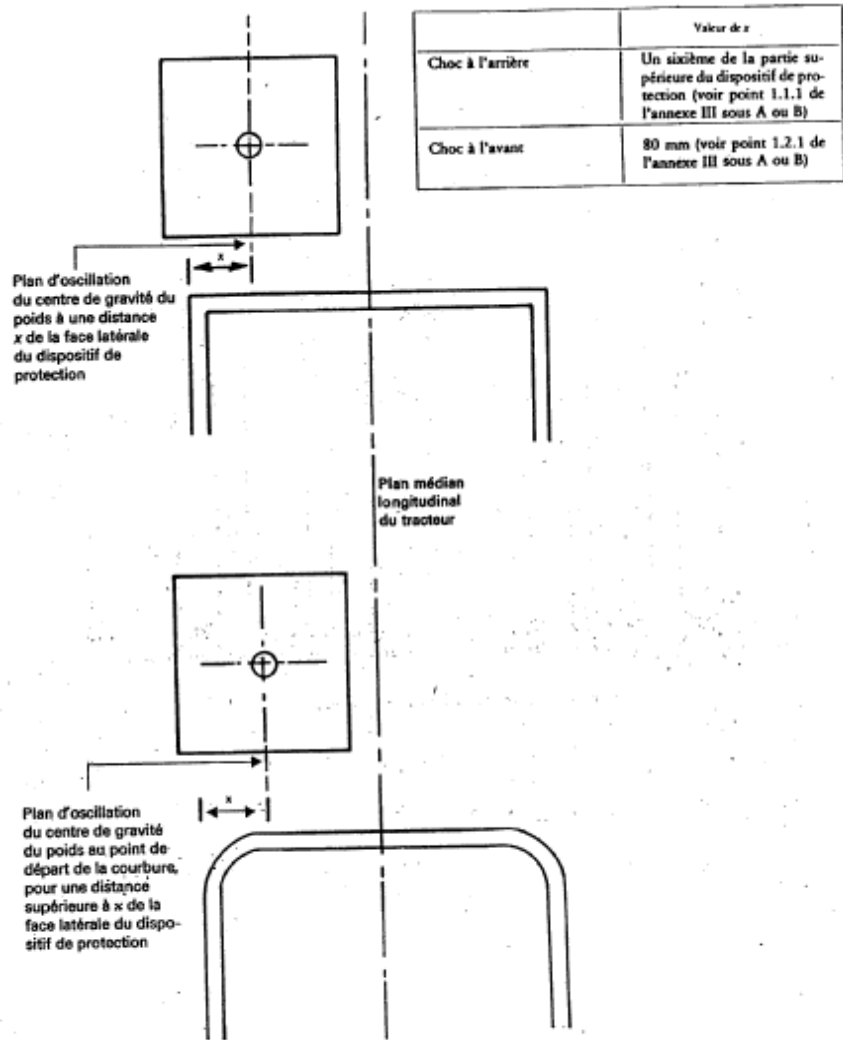 Valeur de x
Choc à l'arrière
Un sixième de la partie su-
périeure du dispositif de pro-
tection (voir point 1.1.1 de
l'annexe III sous A ou B)
Choc à l'avant
80 mm (voir point 1.2.1 de
l'annexe III sous A ou B)
x
Plan d'oscillation
du centre de gravité du
poids à une distance
x de la face latérale
du dispositif de
protection
Plan médian
longitudinal
du tracteur
x
Plan d'oscillation
du centre de gravité
du poids au point de
départ de la courbure,
pour une distance
supérieure à x de la
face latérale du dispo-
sitif de protection